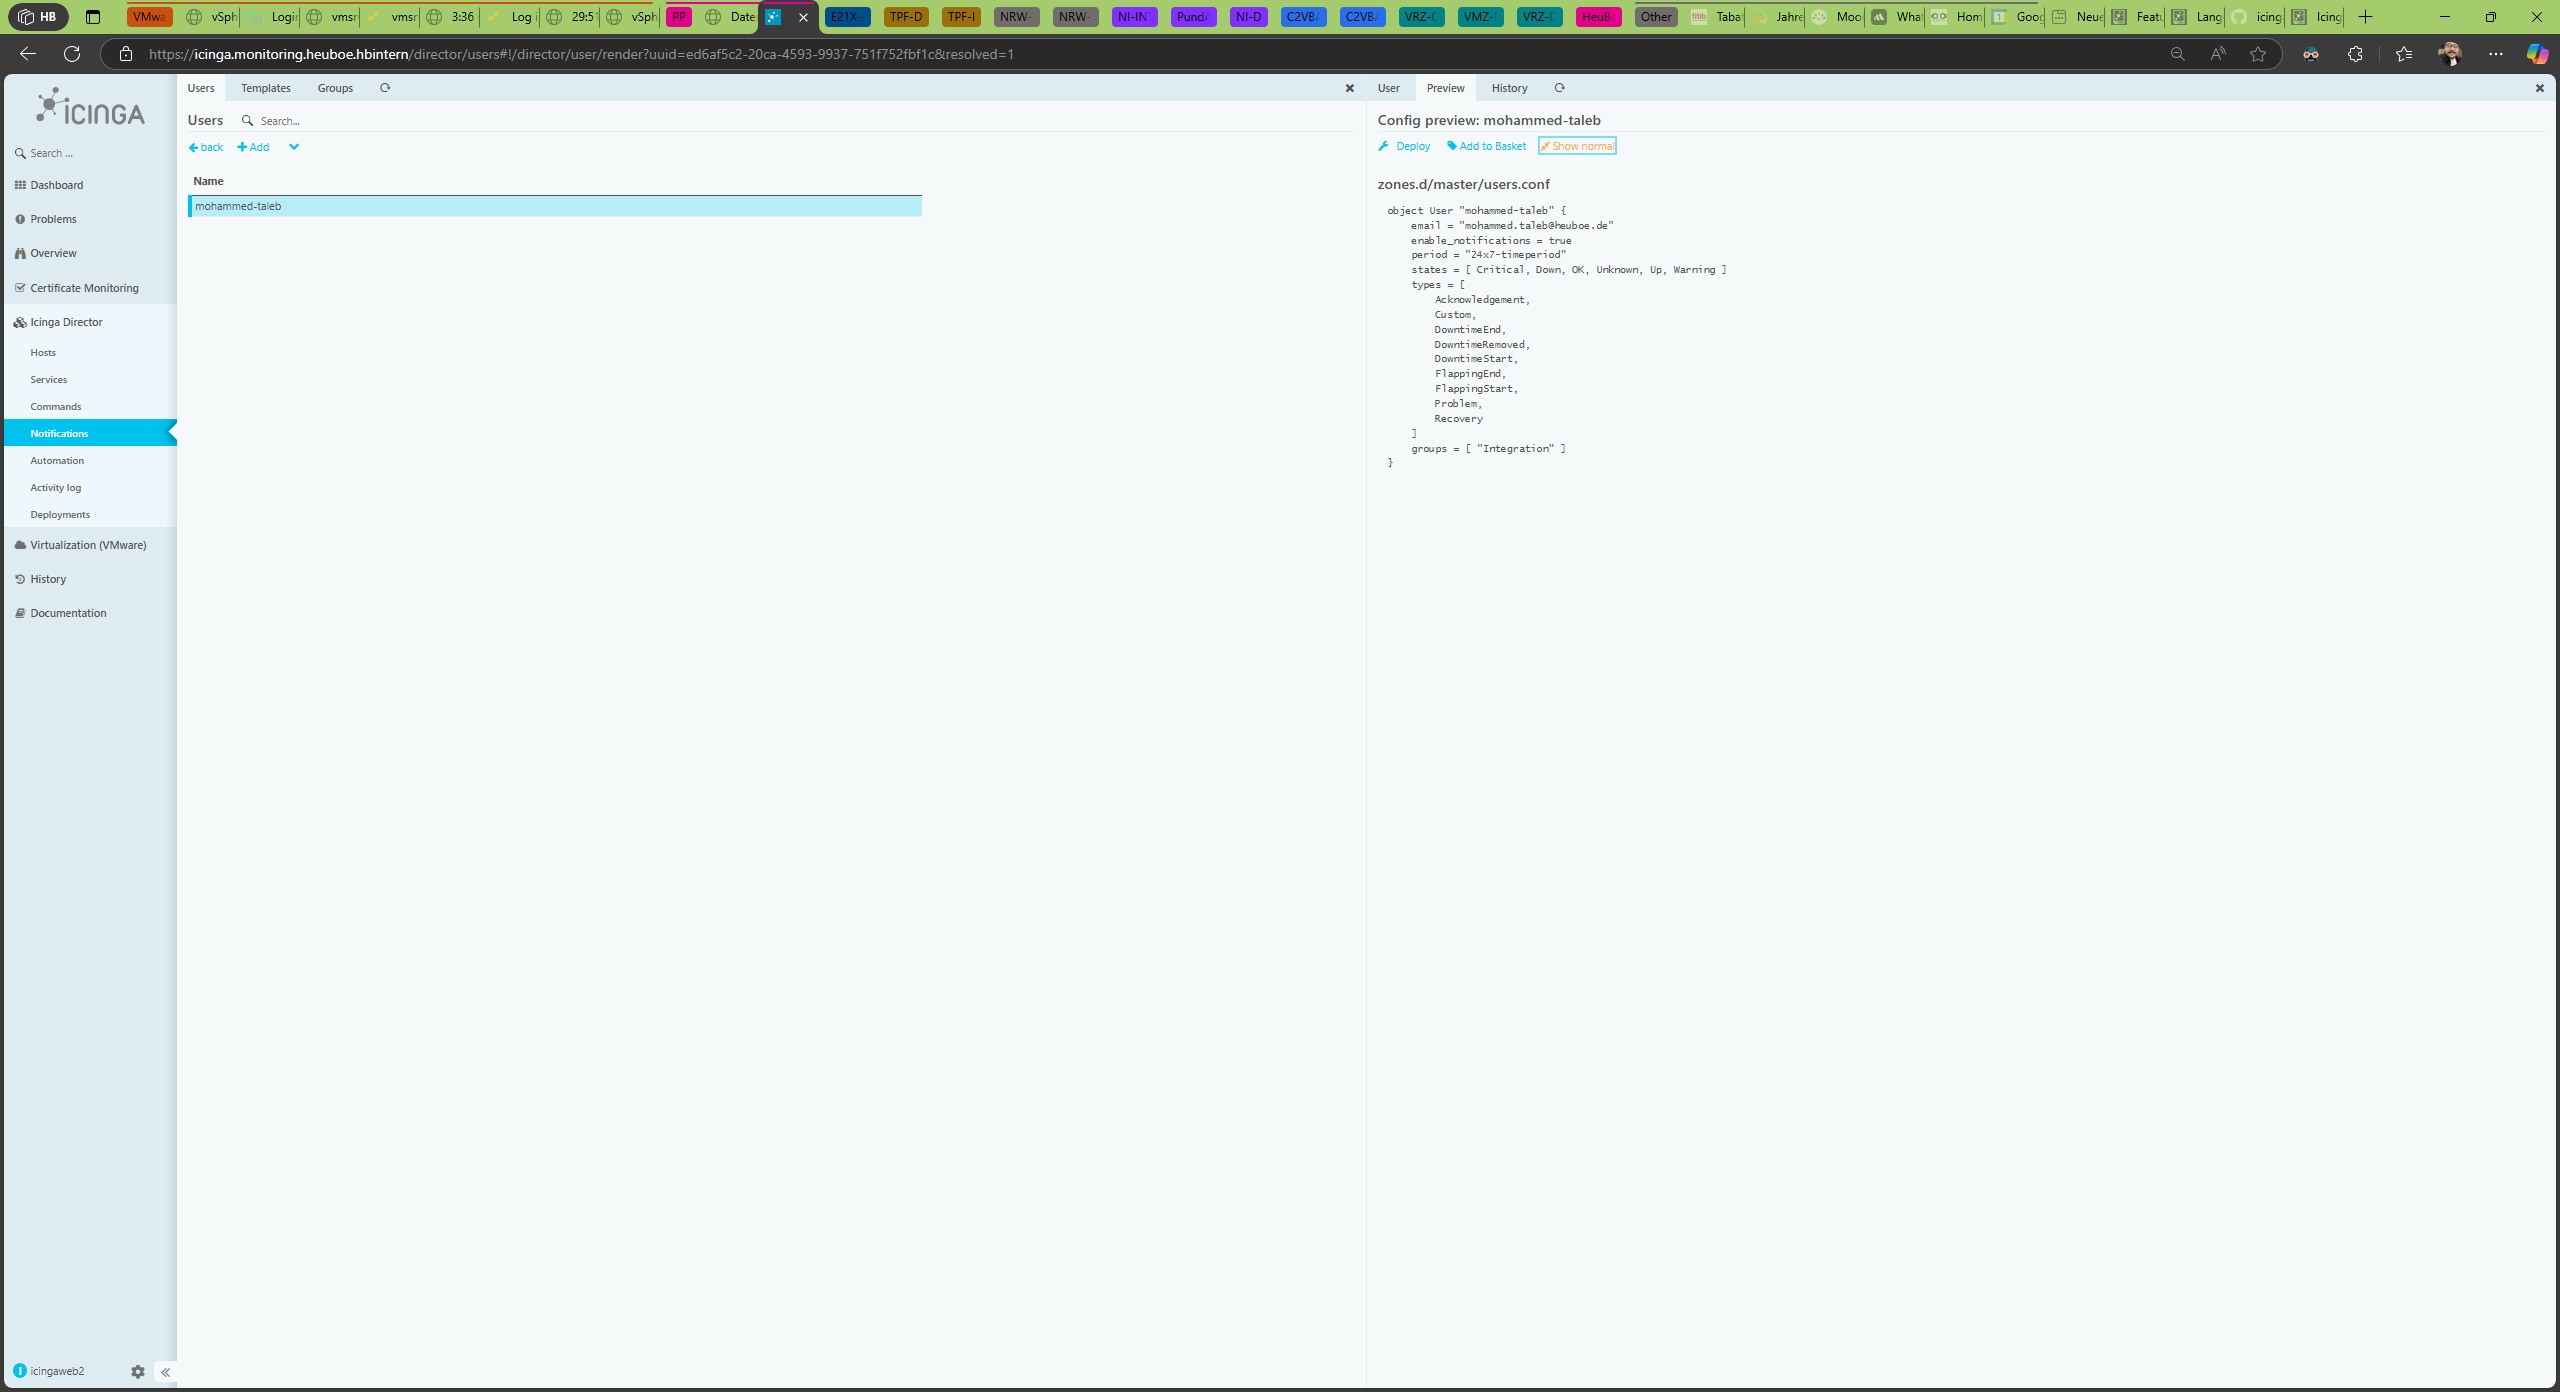 HB
VMwa
vSph
Logi
vmsr
vmsr
3:36
Log i
29:5
vSph
PP
Date
E21X-
TPF-D
TPF-I
NRW-
NRW-
NI-IN
Pund
NI-D
C2VB
C2VB
VRZ-C
VMZ-
VRZ-D
HeuB
Other
Taba
Jahre
Moo
Wha
Hom
Goog
Neue
Featu
Lang
icing
Icing
https://icinga.monitoring.heuboe.hbintern/director/users#!/director/user/render?uuid=ed6af5c2-20ca-4593-9937-751f752fbf1c&resolved=1
ICINGA
Search ...
Dashboard
Problems
Overview
Certificate Monitoring
Icinga Director
Hosts
Services
Commands
Notifications
Automation
Activity log
Deployments
Virtualization (VMware)
History
Documentation
icingaweb2
Users Templates Groups
Users Search...
back Add
Name
mohammed-taleb
User Preview History
Config preview: mohammed-taleb
Deploy Add to Basket Show normal
zones.d/master/users.conf
object User "mohammed-taleb" {
email = "mohammed.taleb@heuboe.de"
enable_notifications = true
period = "24x7-timeperiod"
states = [ Critical, Down, OK, Unknown, Up, Warning ]
types = [
Acknowledgement,
Custom,
DowntimeEnd,
DowntimeRemoved,
DowntimeStart,
FlappingEnd,
FlappingStart,
Problem,
Recovery
]
groups = [ "Integration" ]
}